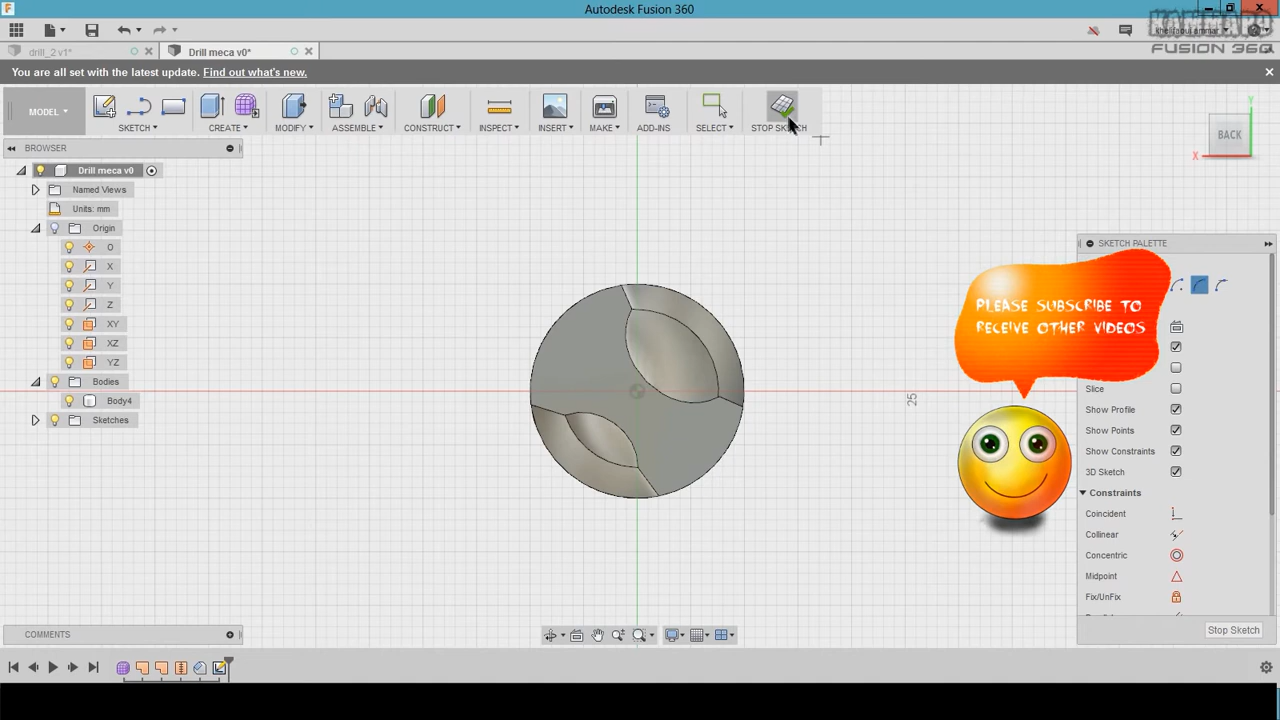 Autodesk Fusion 360
KAMMARO
FUSION 360
drill_2 v1*
Drill meca v0*
You are all set with the latest update. Find out what's new.
MODEL
SKETCH
CREATE
MODIFY
ASSEMBLE
CONSTRUCT
INSPECT
INSERT
MAKE
ADD-INS
SELECT
STOP SKETCH
BROWSER
Drill meca v0
Named Views
Units: mm
Origin
O
X
Y
Z
XY
XZ
YZ
Bodies
Body4
Sketches
Y
BACK
X
25
PLEASE SUBSCRIBE TO
RECEIVE OTHER VIDEOS
SKETCH PALETTE
Slice
Show Profile
Show Points
Show Constraints
3D Sketch
Constraints
Coincident
Collinear
Concentric
Midpoint
Fix/UnFix
Stop Sketch
COMMENTS